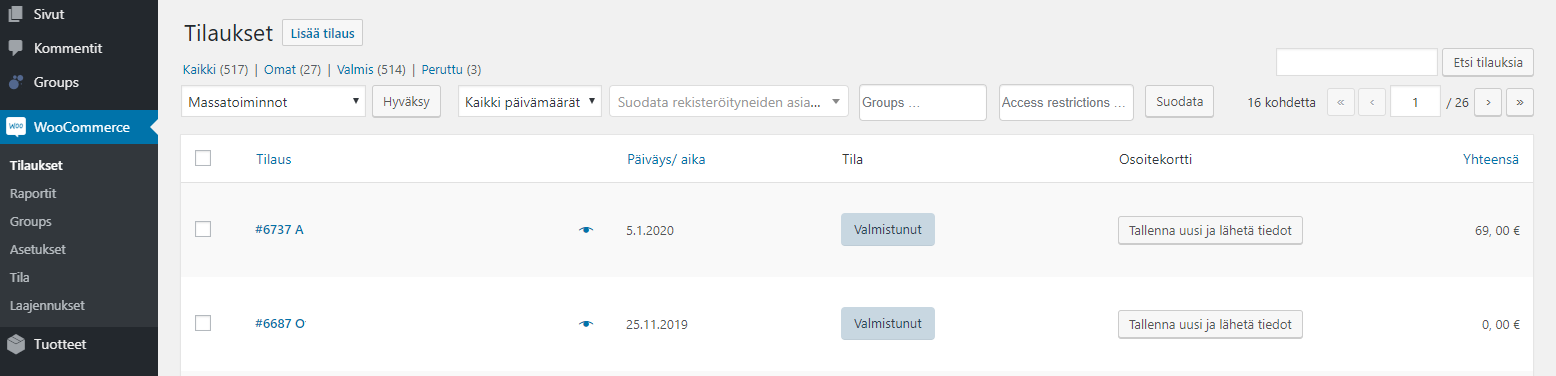 Sivut
Kommentit
Groups
WooCommerce
Tilaukset
Raportit
Groups
Asetukset
Tila
Laajennukset
Tuotteet
Tilaukset Lisää tilaus
Kaikki (517) | Omat (27) | Valmis (514) | Peruttu (3)
Etsi tilauksia
Massatoiminnot Hyväksy Kaikki päivämäärät Suodata rekisteröityneiden asia... Groups ... Access restrictions ... Suodata 16 kohdetta « ‹ 1 / 26 › »
Tilaus Päiväys/ aika Tila Osoitekortti Yhteensä
#6737 A 5.1.2020 Valmistunut Tallenna uusi ja lähetä tiedot 69, 00 €
#6687 O 25.11.2019 Valmistunut Tallenna uusi ja lähetä tiedot 0, 00 €